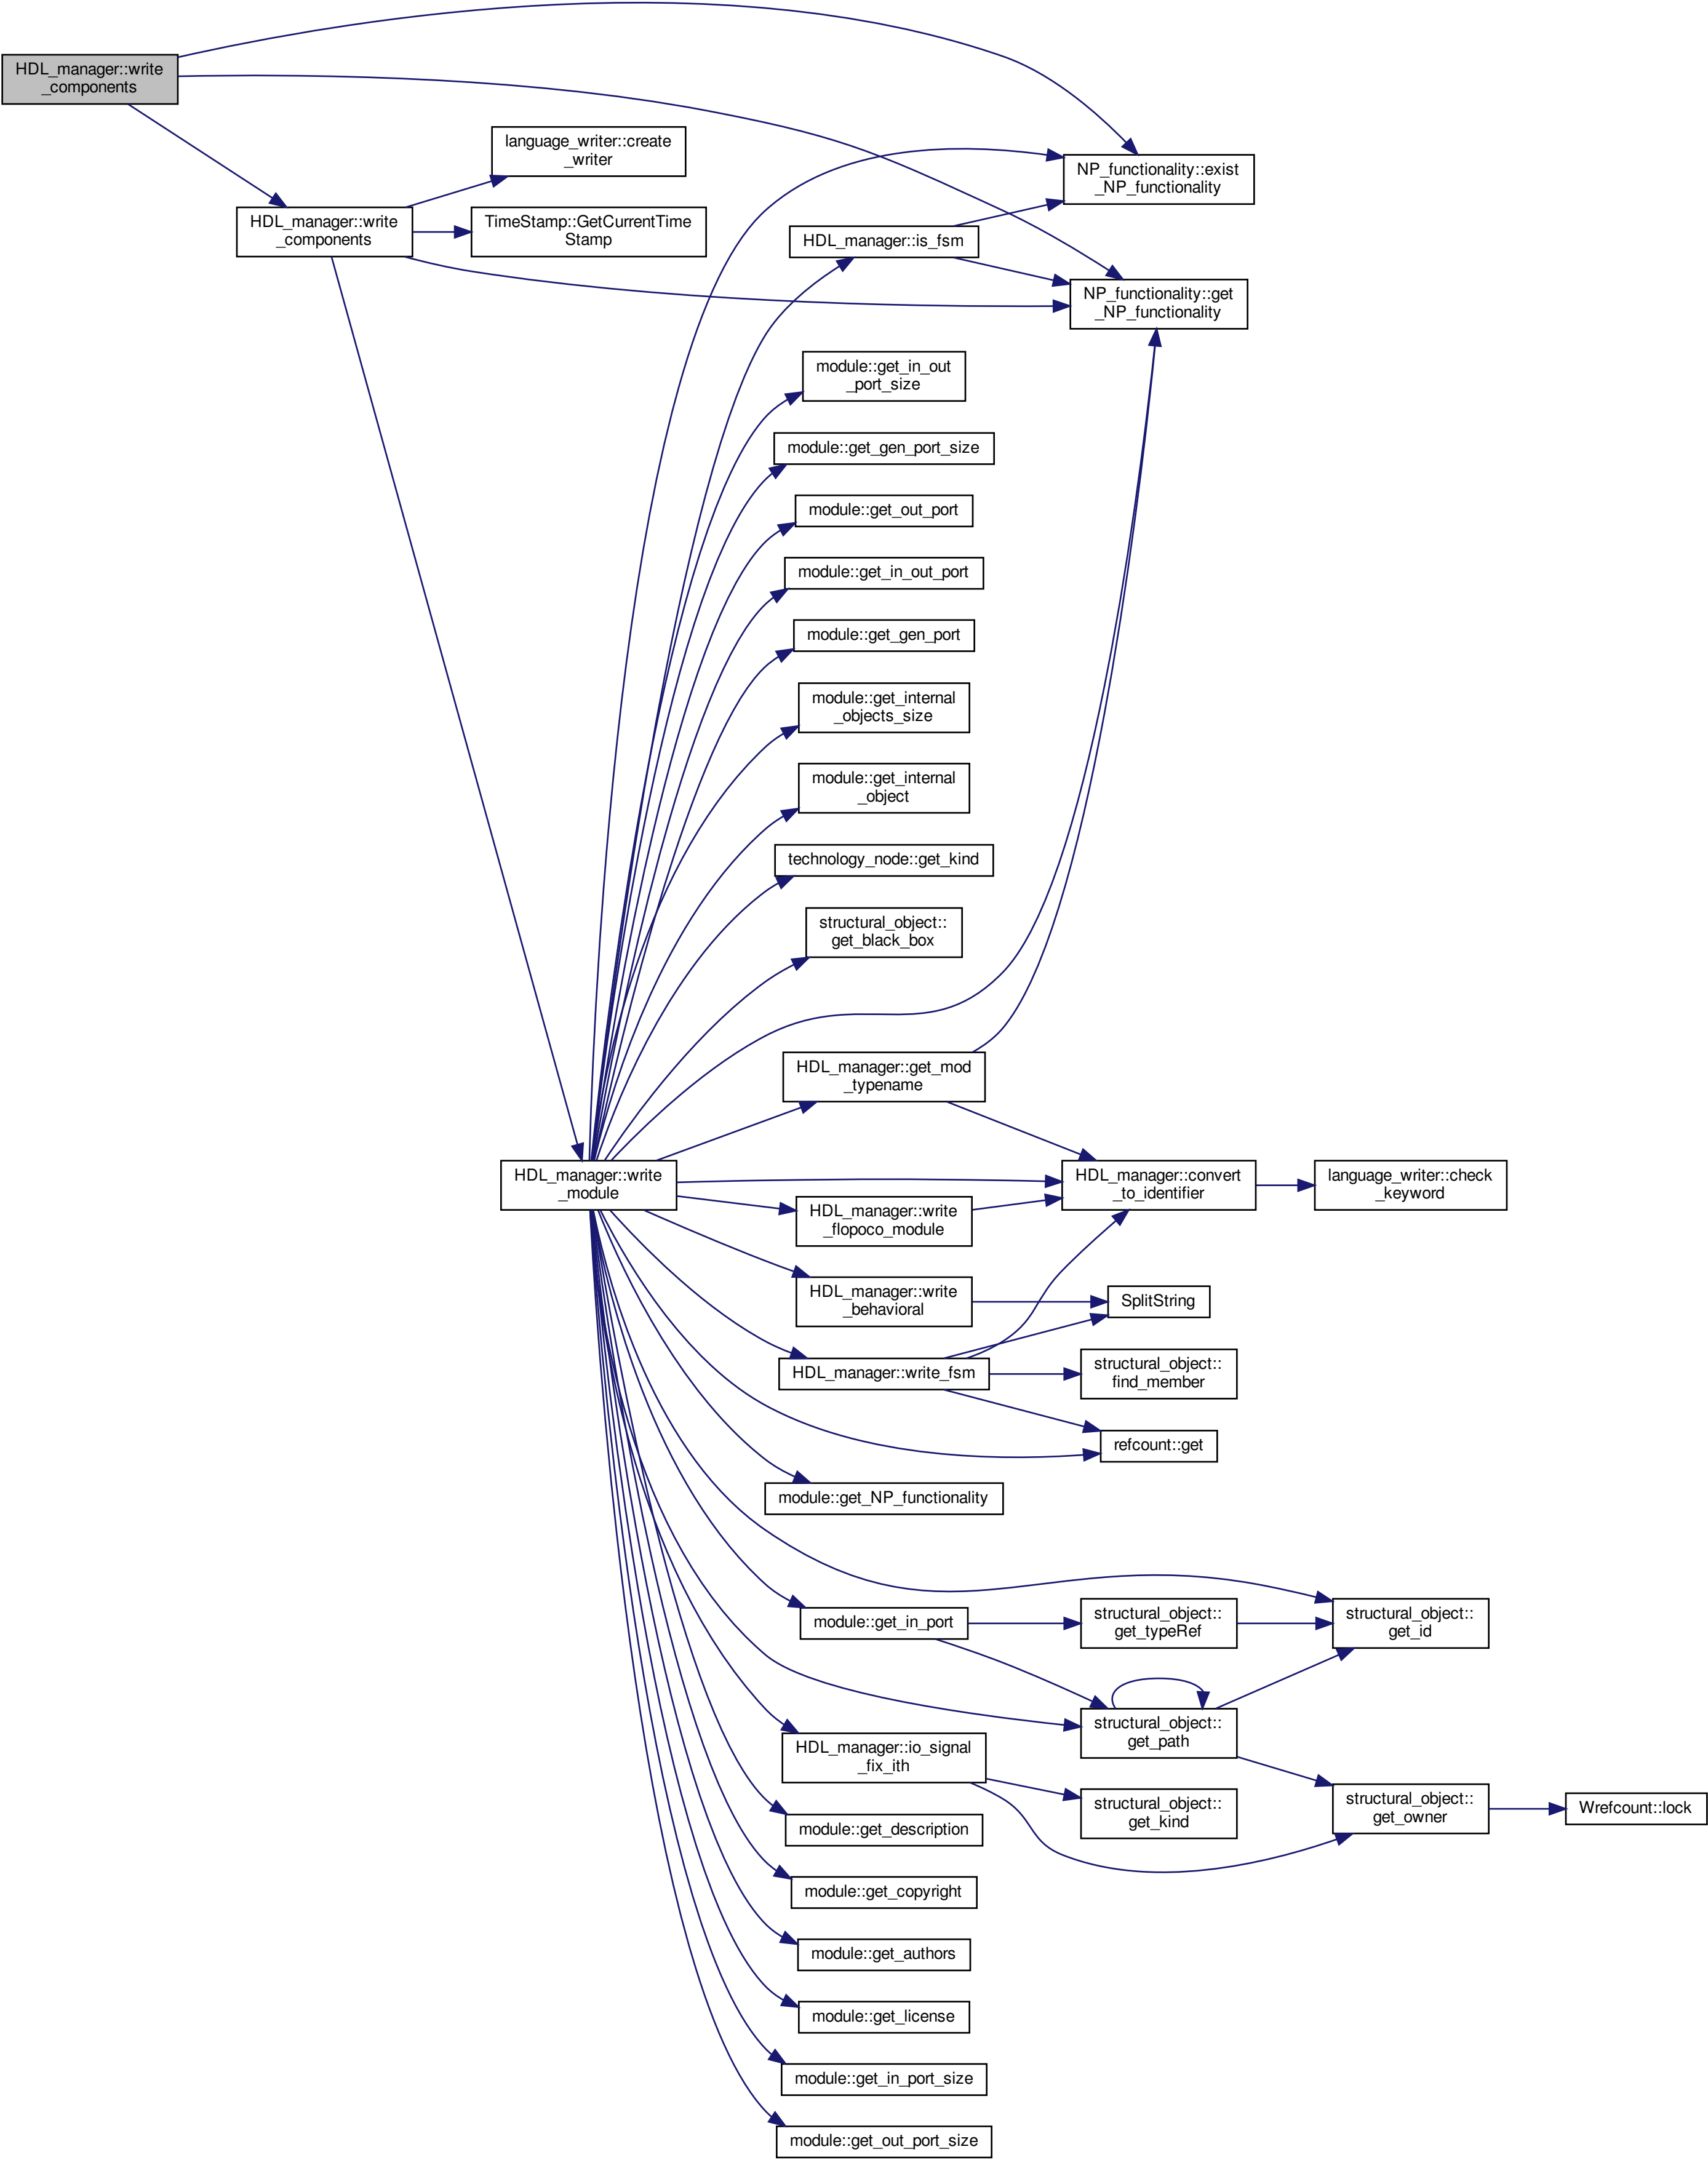 HDL_manager::write
_components
language_writer::create
_writer
NP_functionality::exist
_NP_functionality
HDL_manager::write
_components
TimeStamp::GetCurrentTime
Stamp
HDL_manager::is_fsm
NP_functionality::get
_NP_functionality
module::get_in_out
_port_size
module::get_gen_port_size
module::get_out_port
module::get_in_out_port
module::get_gen_port
module::get_internal
_objects_size
module::get_internal
_object
technology_node::get_kind
structural_object::
get_black_box
HDL_manager::get_mod
_typename
HDL_manager::write
_module
HDL_manager::convert
_to_identifier
language_writer::check
_keyword
HDL_manager::write
_flopoco_module
HDL_manager::write
_behavioral
SplitString
HDL_manager::write_fsm
structural_object::
find_member
refcount::get
module::get_NP_functionality
module::get_in_port
structural_object::
get_typeRef
structural_object::
get_id
structural_object::
get_path
HDL_manager::io_signal
_fix_ith
structural_object::
get_kind
structural_object::
get_owner
Wrefcount::lock
module::get_description
module::get_copyright
module::get_authors
module::get_license
module::get_in_port_size
module::get_out_port_size